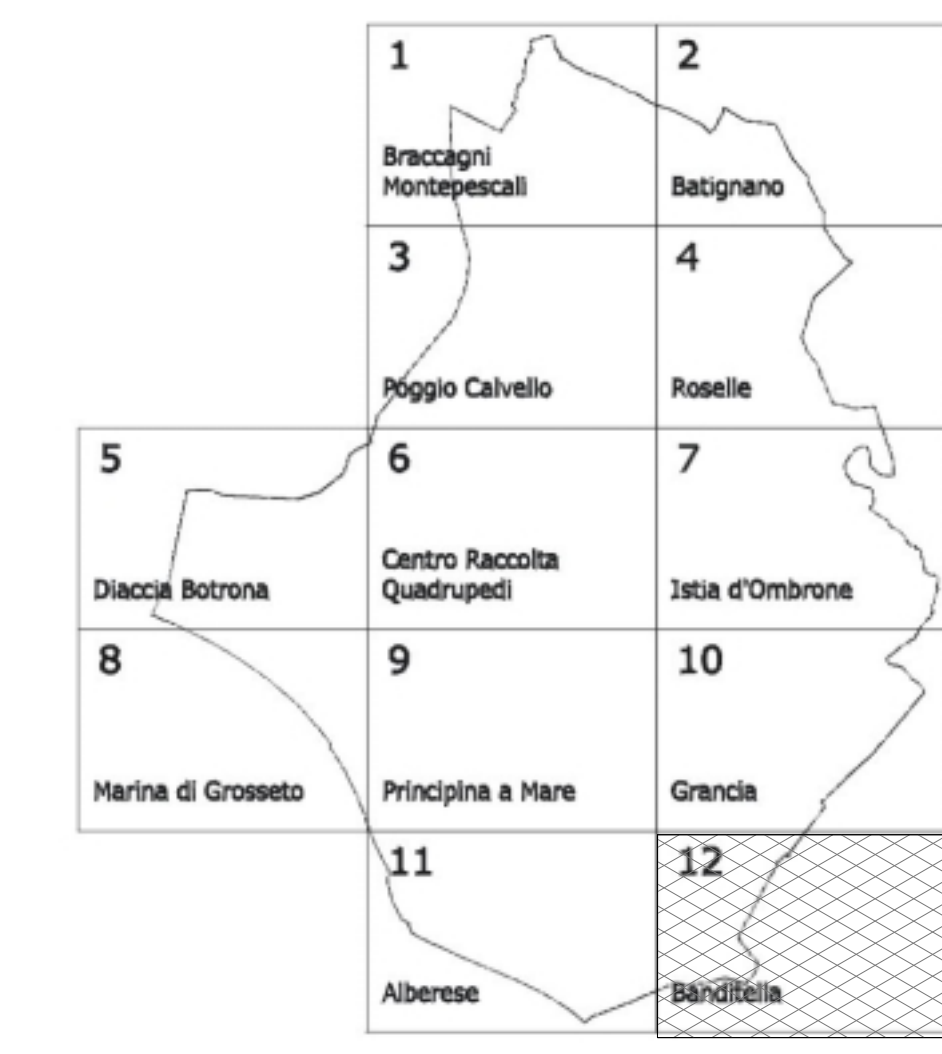 1
Braccagni
Montepescali
2
Batignano
3
Poggio Calvello
4
Roselle
5
Diaccia Botrona
6
Centro Raccolta
Quadrupedi
7
Istia d'Ombrone
8
Marina di Grosseto
9
Principina a Mare
10
Grancia
11
Alberese
12
Banditella